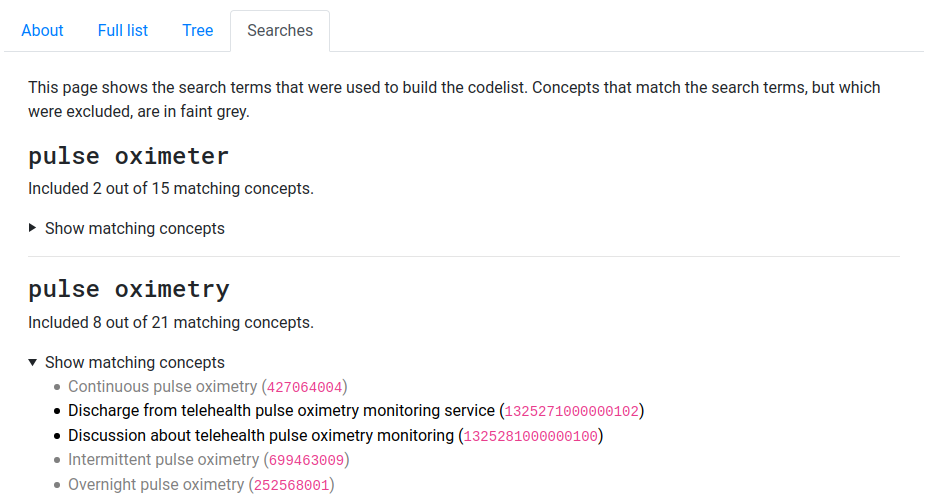 About Full list Tree Searches
This page shows the search terms that were used to build the codelist. Concepts that match the search terms, but which
were excluded, are in faint grey.
pulse oximeter
Included 2 out of 15 matching concepts.
Show matching concepts
pulse oximetry
Included 8 out of 21 matching concepts.
Show matching concepts
Continuous pulse oximetry (427064004)
Discharge from telehealth pulse oximetry monitoring service (1325271000000102)
Discussion about telehealth pulse oximetry monitoring (1325281000000100)
Intermittent pulse oximetry (699463009)
Overnight pulse oximetry (252568001)